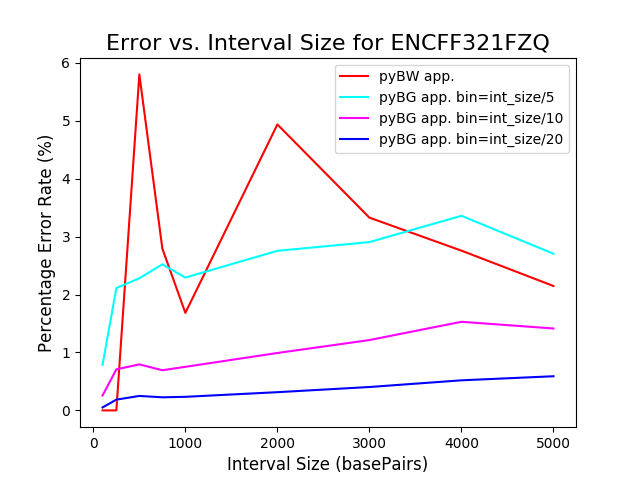 Error vs. Interval Size for ENCFF321FZQ
pyBW app.
pyBG app. bin=int_size/5
pyBG app. bin=int_size/10
pyBG app. bin=int_size/20
Percentage Error Rate (%)
6
5
4
3
2
1
0
0 1000 2000 3000 4000 5000
Interval Size (basePairs)